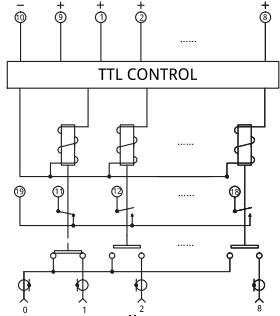 − + + + +
10 9 1 2 8
......
TTL CONTROL
......
19 11 12 ...... 18
......
0 1 2 8